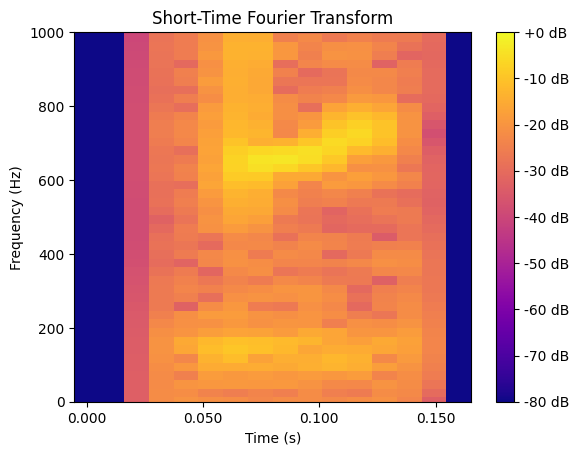 Short-Time Fourier Transform
1000
800
600
400
200
0
Frequency (Hz)
0.000
0.050
0.100
0.150
Time (s)
+0 dB
-10 dB
-20 dB
-30 dB
-40 dB
-50 dB
-60 dB
-70 dB
-80 dB